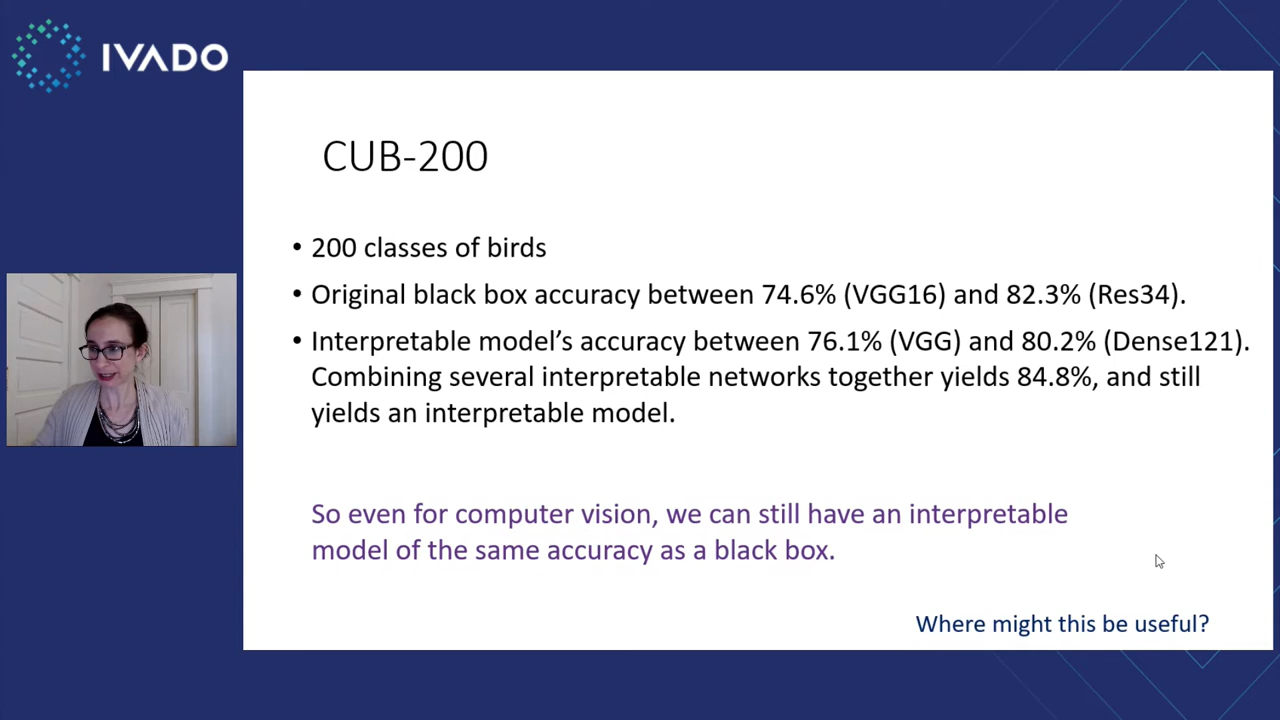 IVADO
CUB-200
• 200 classes of birds
• Original black box accuracy between 74.6% (VGG16) and 82.3% (Res34).
• Interpretable model’s accuracy between 76.1% (VGG) and 80.2% (Dense121).
Combining several interpretable networks together yields 84.8%, and still
yields an interpretable model.
So even for computer vision, we can still have an interpretable
model of the same accuracy as a black box.
Where might this be useful?